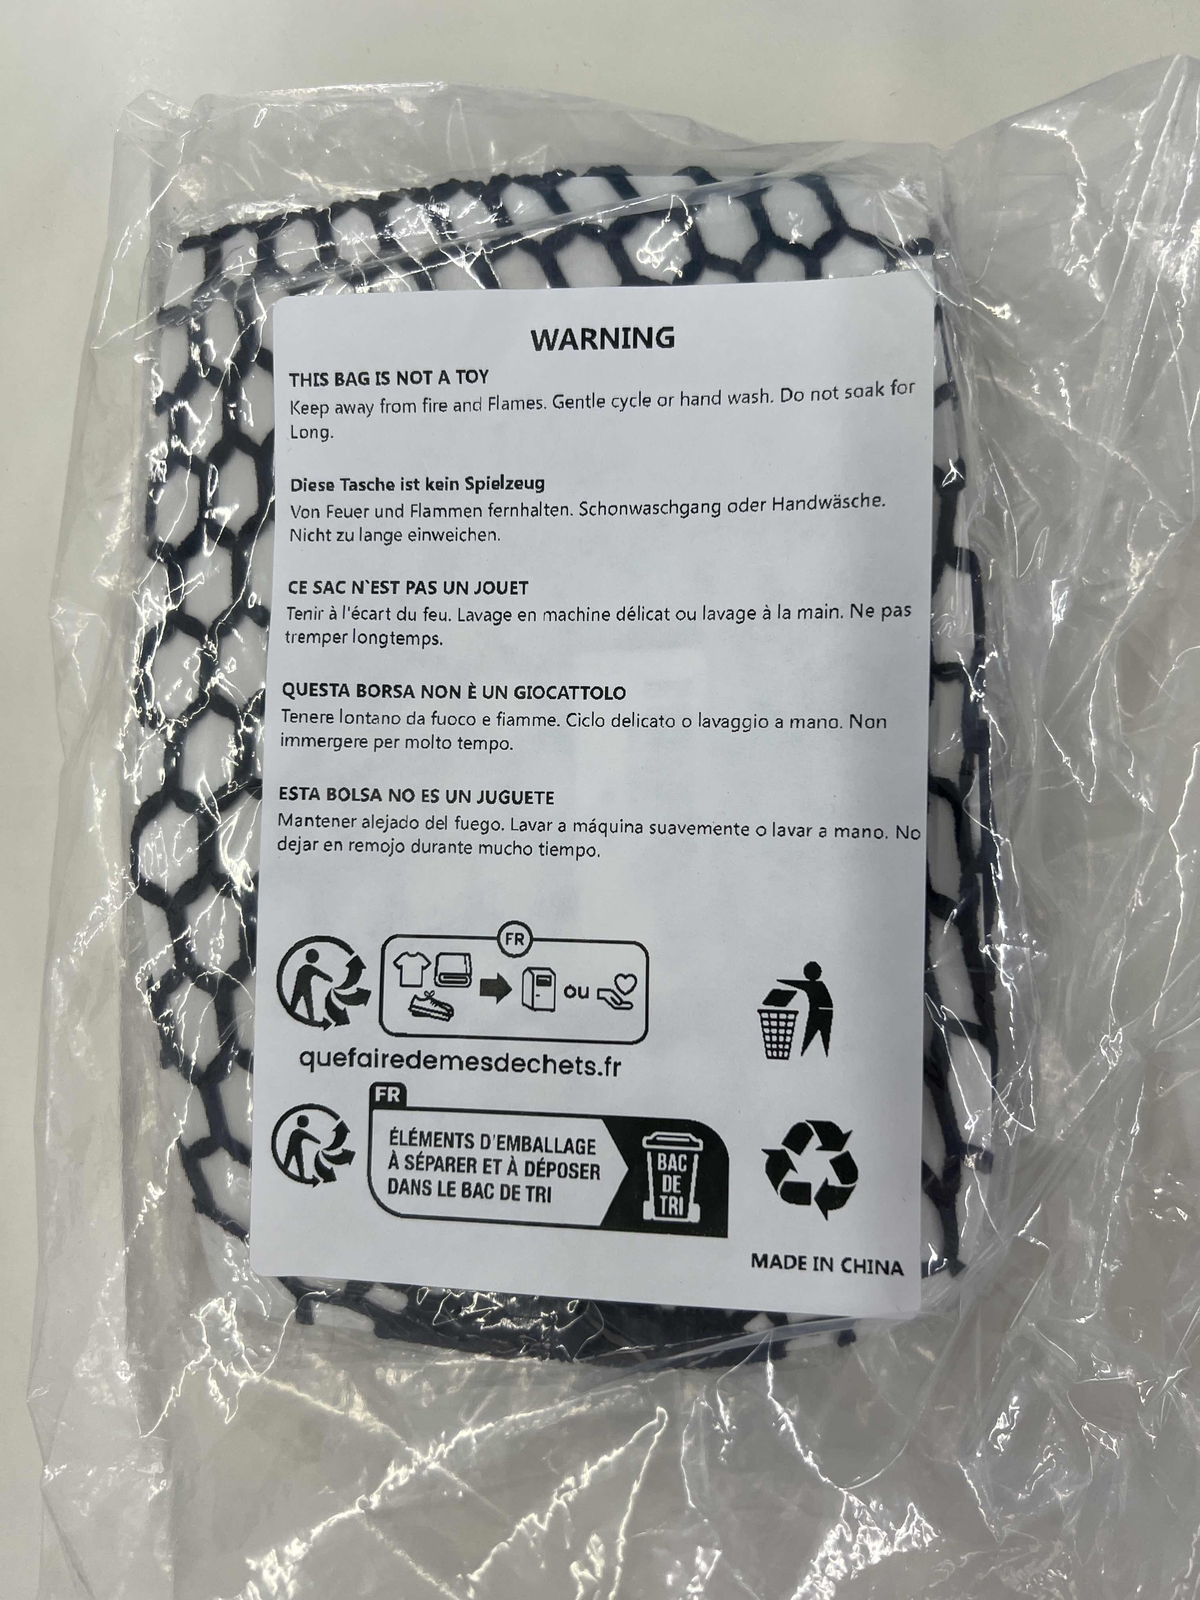 WARNING
THIS BAG IS NOT A TOY
Keep away from fire and Flames. Gentle cycle or hand wash. Do not soak for
Long.
Diese Tasche ist kein Spielzeug
Von Feuer und Flammen fernhalten. Schonwaschgang oder Handwäsche.
Nicht zu lange einweichen.
CE SAC N`EST PAS UN JOUET
Tenir à l'écart du feu. Lavage en machine délicat ou lavage à la main. Ne pas
tremper longtemps.
QUESTA BORSA NON È UN GIOCATTOLO
Tenere lontano da fuoco e fiamme. Ciclo delicato o lavaggio a mano. Non
immergere per molto tempo.
ESTA BOLSA NO ES UN JUGUETE
Mantener alejado del fuego. Lavar a máquina suavemente o lavar a mano. No
dejar en remojo durante mucho tiempo.
FR
ou
quefairedemesdechets.fr
FR
ÉLÉMENTS D'EMBALLAGE
À SÉPARER ET À DÉPOSER
DANS LE BAC DE TRI
BAC
DE
TRI
MADE IN CHINA